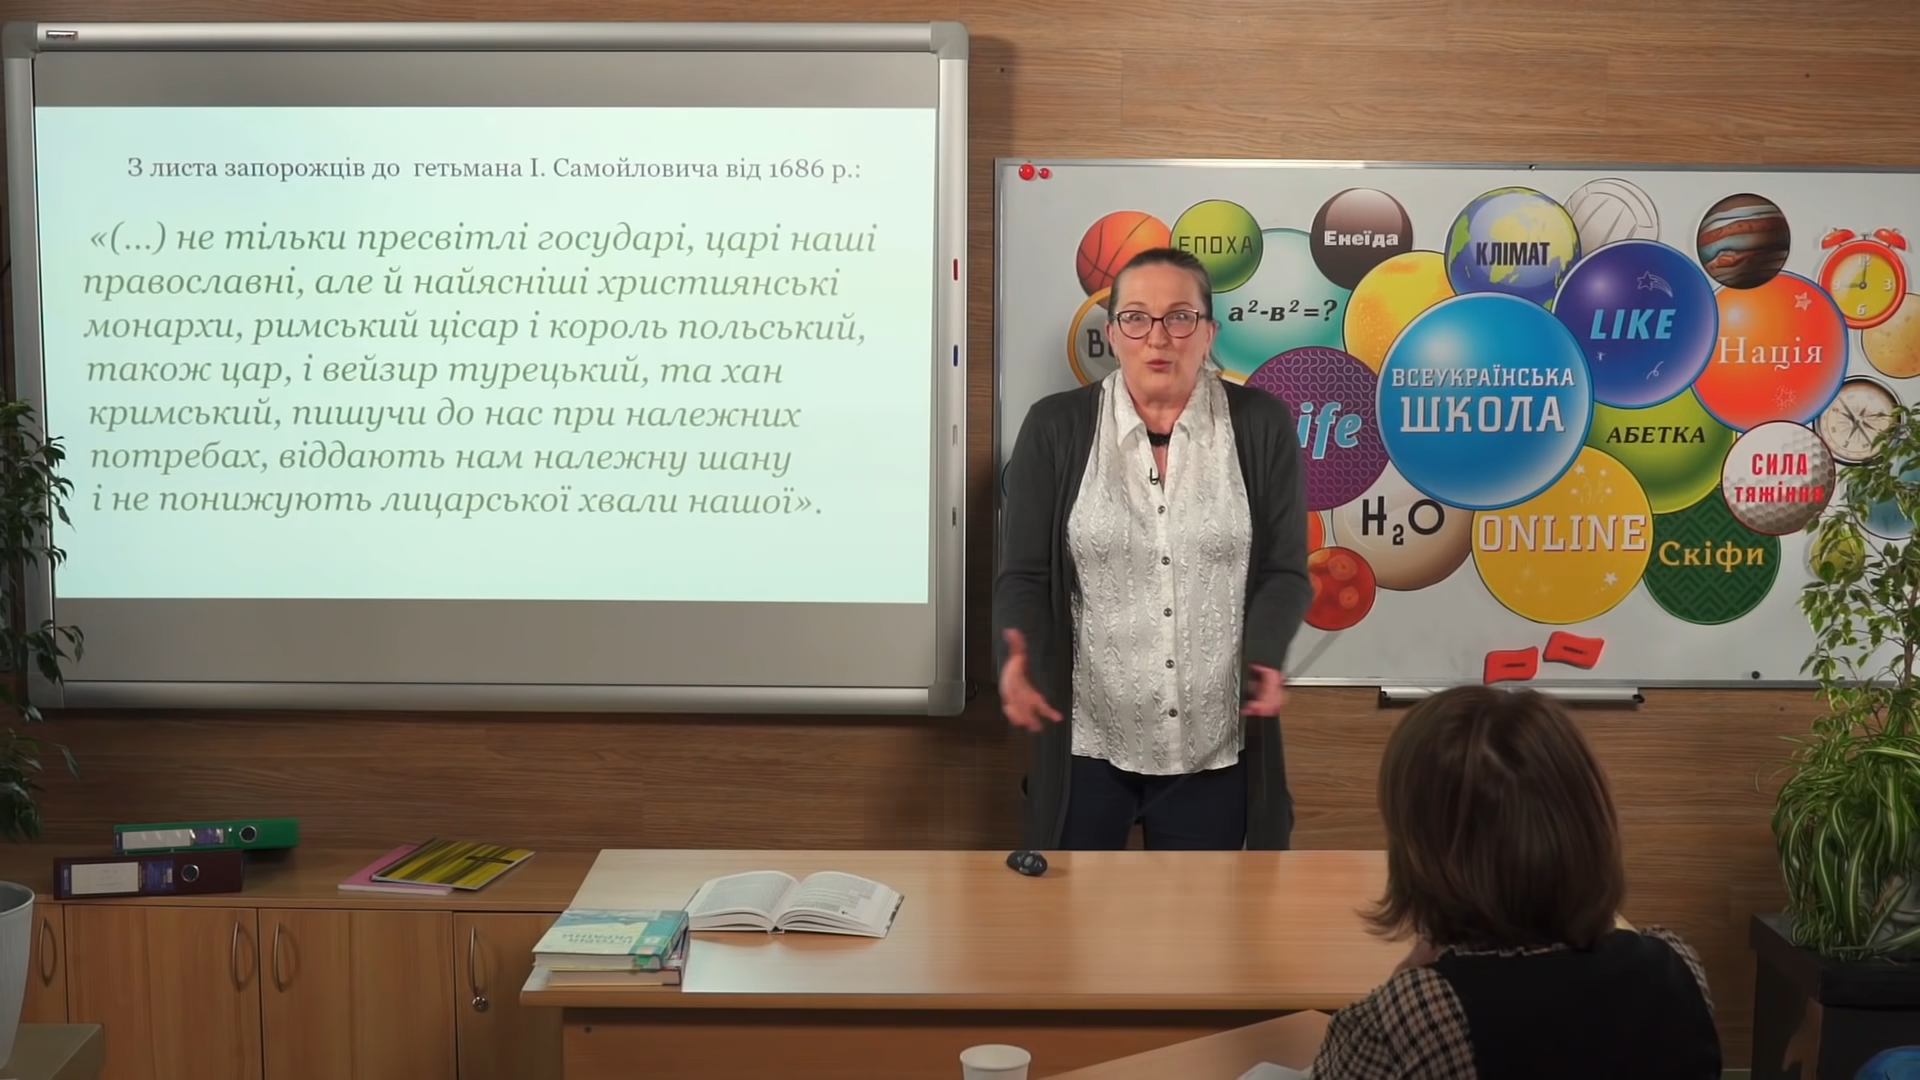 З листа запорожців до гетьмана І. Самойловича від 1686 р.:
«(...) не тільки пресвітлі государі, царі наші
православні, але й найясніші християнські
монархи, римський цісар і король польський,
також цар, і вейзир турецький, та хан
кримський, пишучи до нас при належних
потребах, віддають нам належну шану
і не понижують лицарської хвали нашої».
ЕПОХА
Енеїда
КЛІМАТ
a²-в²=?
LIKE
Нація
ВСЕУКРАЇНСЬКА
ШКОЛА
ife
АБЕТКА
СИЛА
тяжіння
H₂O
ONLINE
Скіфи
ІСТОРІЯ
УКРАЇНИ